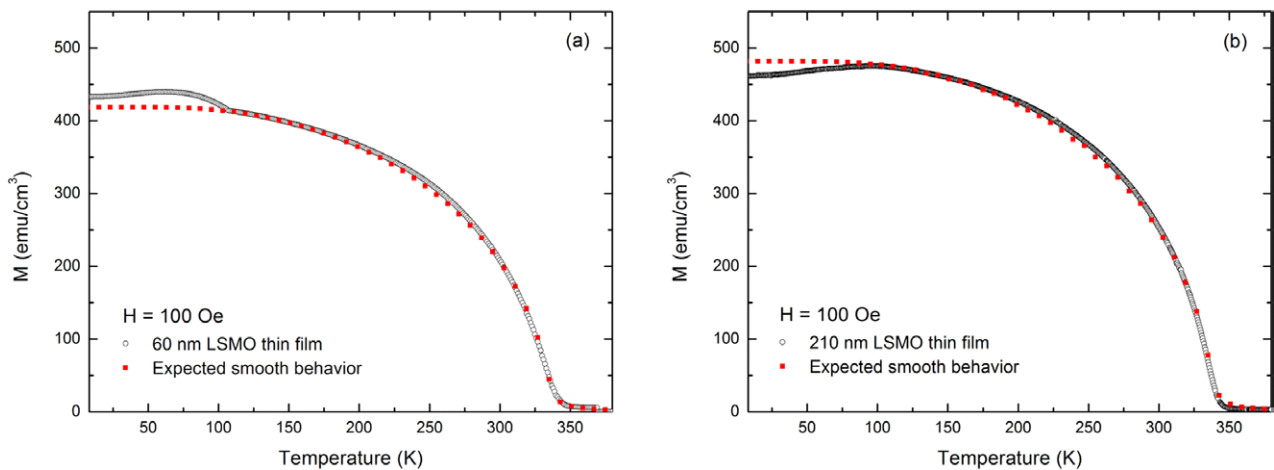 (a)
500
400
300
200
100
0
M (emu/cm³)
H = 100 Oe
60 nm LSMO thin film
Expected smooth behavior
50 100 150 200 250 300 350
Temperature (K)
(b)
500
400
300
200
100
0
M (emu/cm³)
H = 100 Oe
210 nm LSMO thin film
Expected smooth behavior
50 100 150 200 250 300 350
Temperature (K)